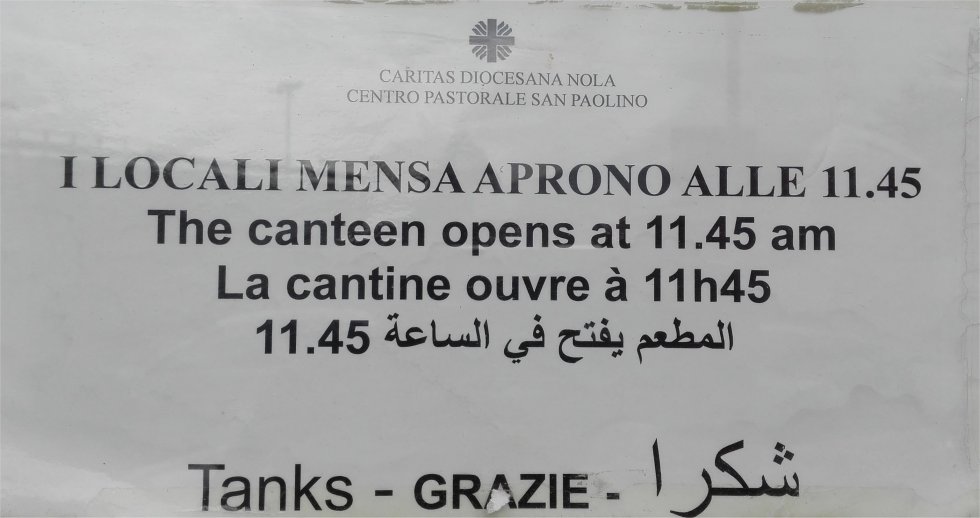 CARITAS DIOCESANA NOLA
CENTRO PASTORALE SAN PAOLINO
I LOCALI MENSA APRONO ALLE 11.45
The canteen opens at 11.45 am
La cantine ouvre à 11h45
المطعم يفتح في الساعة 11.45
Tanks - GRAZIE - شكرا